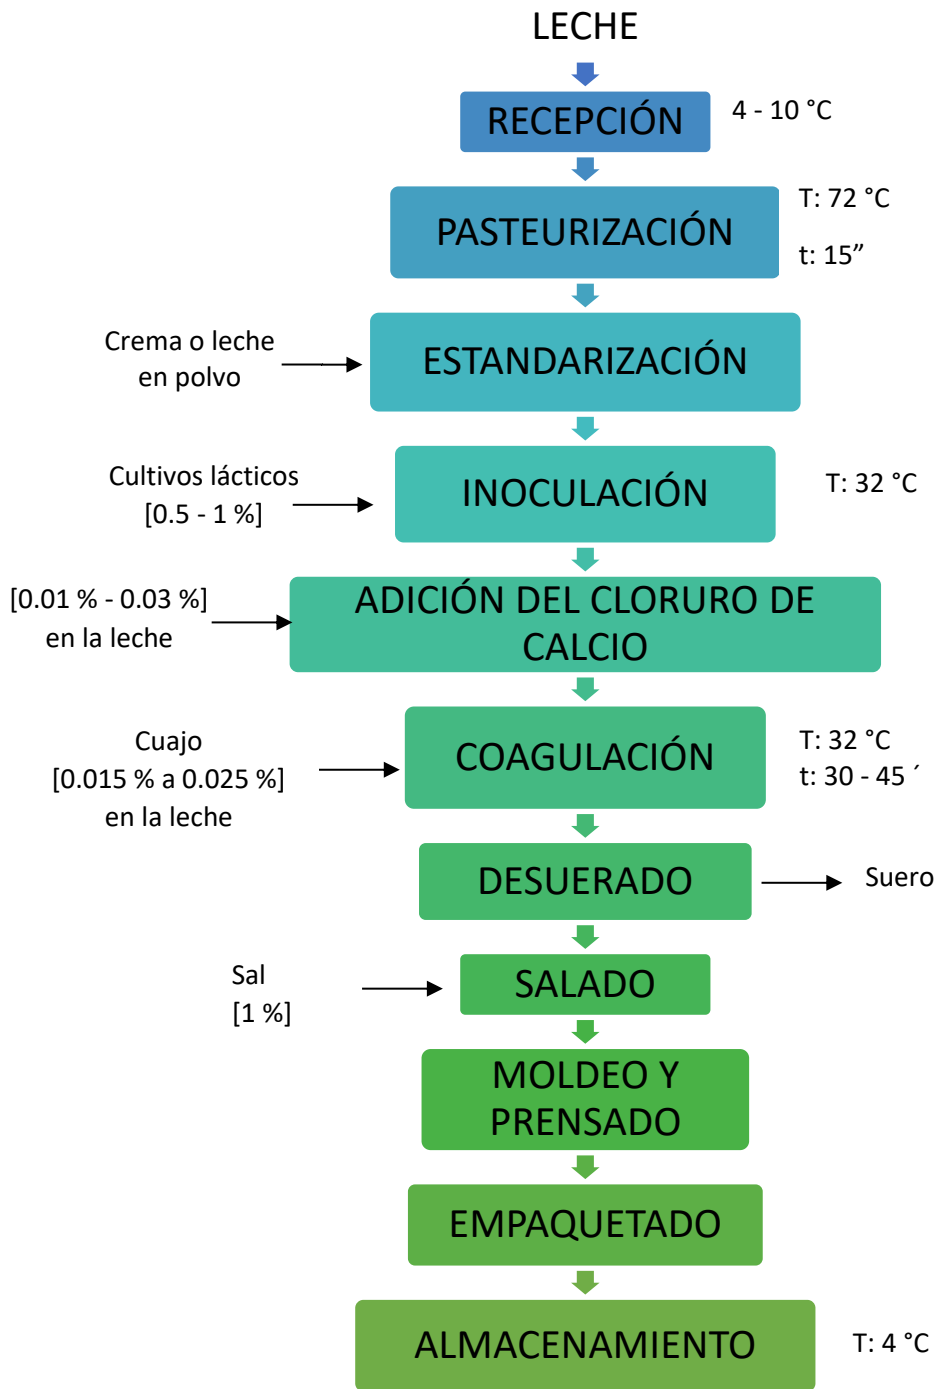 LECHE
RECEPCIÓN
4 - 10 °C
PASTEURIZACIÓN
T: 72 °C
t: 15”
Crema o leche
en polvo
ESTANDARIZACIÓN
Cultivos lácticos
[0.5 - 1 %]
INOCULACIÓN
T: 32 °C
[0.01 % - 0.03 %]
en la leche
ADICIÓN DEL CLORURO DE
CALCIO
Cuajo
[0.015 % a 0.025 %]
en la leche
COAGULACIÓN
T: 32 °C
t: 30 - 45 ´
DESUERADO
Suero
Sal
[1 %]
SALADO
MOLDEO Y
PRENSADO
EMPAQUETADO
ALMACENAMIENTO
T: 4 °C